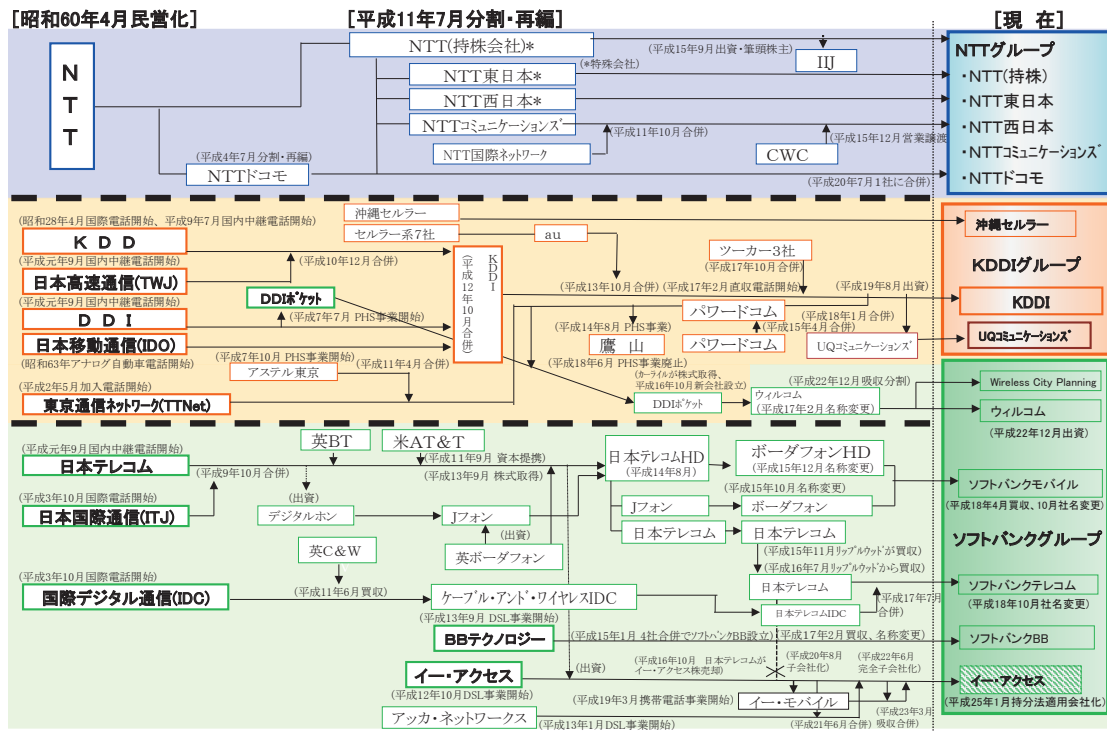 [昭和60年4月民営化]
[平成11年7月分割・再編]
[現 在]
NTT
NTT(持株会社)*
(平成15年9月出資・筆頭株主)
IIJ
(*特殊会社)
NTT東日本*
NTT西日本*
NTTコミュニケーションズ
(平成11年10月合併)
(平成15年12月営業譲渡)
NTT国際ネットワーク
CWC
(平成4年7月分割・再編)
NTTドコモ
(平成20年7月1社に合併)
NTTグループ
・NTT(持株)
・NTT東日本
・NTT西日本
・NTTコミュニケーションズ
・NTTドコモ
(昭和28年4月国際電話開始、平成9年7月国内中継電話開始)
KDD
(平成元年9月国内中継電話開始)
(平成10年12月合併)
日本高速通信(TWJ)
(平成元年9月国内中継電話開始)
DDIポケット
DDI
(平成7年7月 PHS事業開始)
日本移動通信(IDO)
(昭和63年アナログ自動車電話開始)
(平成7年10月 PHS事業開始)
(平成11年4月合併)
アステル東京
(平成2年5月加入電話開始)
東京通信ネットワーク(TTNet)
沖縄セルラー
セルラー系7社
au
KDDI
(平成12年10月合併)
ツーカー3社
(平成17年10月合併)
(平成13年10月合併)
(平成17年2月直収電話開始)
(平成19年8月出資)
パワードコム
(平成18年1月合併)
(平成14年8月 PHS事業)
(平成15年4月合併)
鷹山
パワードコム
UQコミュニケーションズ
(平成18年6月 PHS事業廃止)
(カーライルが株式取得、
平成16年10月新会社設立)
DDIポケット
ウィルコム
(平成17年2月名称変更)
(平成22年12月吸収分割)
沖縄セルラー
KDDIグループ
KDDI
UQコミュニケーションズ
Wireless City Planning
ウィルコム
(平成22年12月出資)
(平成元年9月国内中継電話開始)
日本テレコム
(平成9年10月合併)
(平成3年10月国際電話開始)
日本国際通信(ITJ)
英BT
米AT&T
(平成11年9月 資本提携)
(平成13年9月 株式取得)
(出資)
デジタルホン
Jフォン
(出資)
英ボーダフォン
日本テレコムHD
(平成14年8月)
ボーダフォンHD
(平成15年12月名称変更)
(平成15年10月名称変更)
Jフォン
ボーダフォン
日本テレコム
日本テレコム
(平成15年11月リップルウッドが買収)
(平成16年7月リップルウッドから買収)
日本テレコム
日本テレコムIDC
(平成17年7月合併)
英C&W
(平成3年10月国際電話開始)
(平成11年6月買収)
国際デジタル通信(IDC)
ケーブル・アンド・ワイヤレスIDC
(平成13年9月 DSL事業開始)
BBテクノロジー
(平成15年1月 4社合併でソフトバンクBB設立)
(平成17年2月買収、名称変更)
(出資)
(平成16年10月 日本テレコムが
イー・アクセス株売却)
(平成20年8月
子会社化)
(平成22年6月
完全子会社化)
イー・アクセス
(平成12年10月DSL事業開始)
(平成19年3月携帯電話事業開始)
イー・モバイル
(平成23年3月
吸収合併)
アッカ・ネットワークス
(平成13年1月DSL事業開始)
(平成21年6月合併)
ソフトバンクモバイル
(平成18年4月買収、10月社名変更)
ソフトバンクグループ
ソフトバンクテレコム
(平成18年10月社名変更)
ソフトバンクBB
イー・アクセス
(平成25年1月持分法適用会社化)